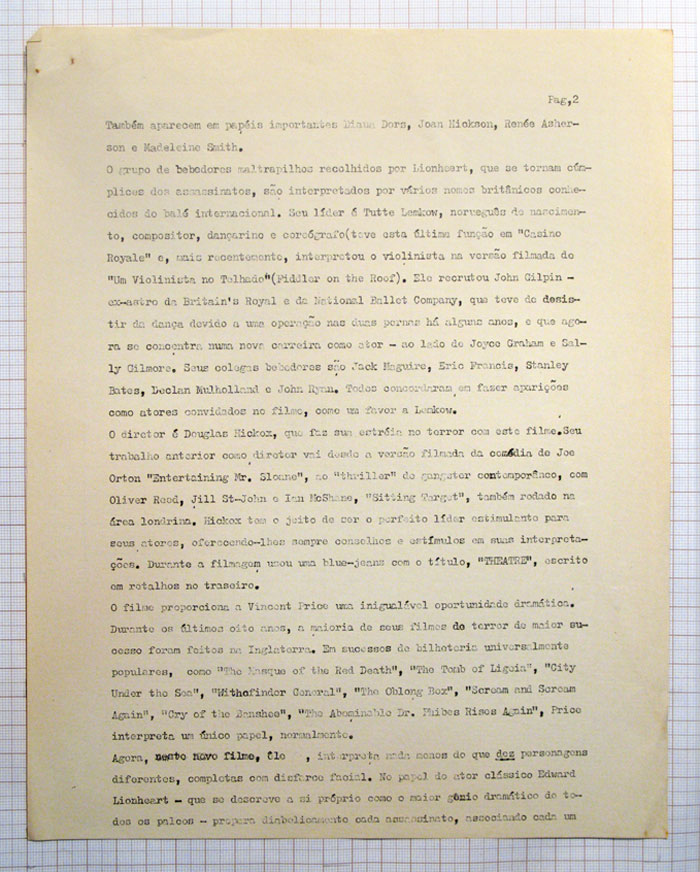 Pag,2
Também aparecem em papéis importantes Diana Dors, Joan Hickson, Renée Asher-
son e Madeleine Smith.
O grupo de bebedores maltrapilhos recolhidos por Lionheart, que se tornam cúm-
plices dos assassinatos, são interpretados por vários nomes britânicos conhe-
cidos do balé internacional. Seu líder é Tutte Lemkow, norueguês de nascimen-
to, compositor, dançarino e coreógrafo(teve esta última função em "Casino
Royale" e, mais recentemente, interpretou o violinista na versão filmada de
"Um Violinista no Telhado"(Fiddler on the Roof). Ele recrutou John Gilpin -
ex-astro da Britain's Royal e da National Ballet Company, que teve de desis-
tir da dança devido a uma operação nas duas pernas há alguns anos, e que ago-
ra se concentra numa nova carreira como ator - ao lado de Joyce Graham e Sal-
ly Gilmore. Seus colegas bebedores são Jack Maguire, Eric Francis, Stanley
Bates, Declan Mulholland e John Rynn. Todos concordaram em fazer aparições
como atores convidados no filme, como um favor a Lemkow.
O diretor é Douglas Hickox, que faz sua estréia no terror com este filme.Seu
trabalho anterior como diretor vai desde a versão filmada da comédia de Joe
Orton "Entertaining Mr. Sloane", ao "thriller" de gangster contemporâneo, com
Oliver Reed, Jill St-John e Ian McShane, "Sitting Target", também rodado na
área londrina. Hickox tem o jeito de ser o perfeito líder estimulante para
seus atores, oferecendo-lhes sempre conselhos e estímulos em suas interpreta-
ções. Durante a filmagem usou uma blue-jeans com o título, "THEATRE", escrito
em retalhos no traseiro.
O filme proporciona a Vincent Price uma inigualável oportunidade dramática.
Durante os últimos oito anos, a maioria de seus filmes de terror de maior su-
cesso foram feitos na Inglaterra. Em sucessos de bilheteria universalmente
populares, como "The Masque of the Red Death", "The Tomb of Ligeia", "City
Under the Sea", "Withcfinder General", "The Oblong Box", "Scream and Scream
Again", "Cry of the Banshee", "The Abominable Dr. Phibes Rises Again", Price
interpreta um único papel, normalmente.
Agora, neste novo filme, êle , interpreta nada menos do que dez personagens
diferentes, completas com disfarce facial. No papel do ator clássico Edward
Lionheart - que se descreve a si próprio como o maior gênio dramático de to-
dos os palcos - prepara diabolicamente cada assassinato, associando cada um